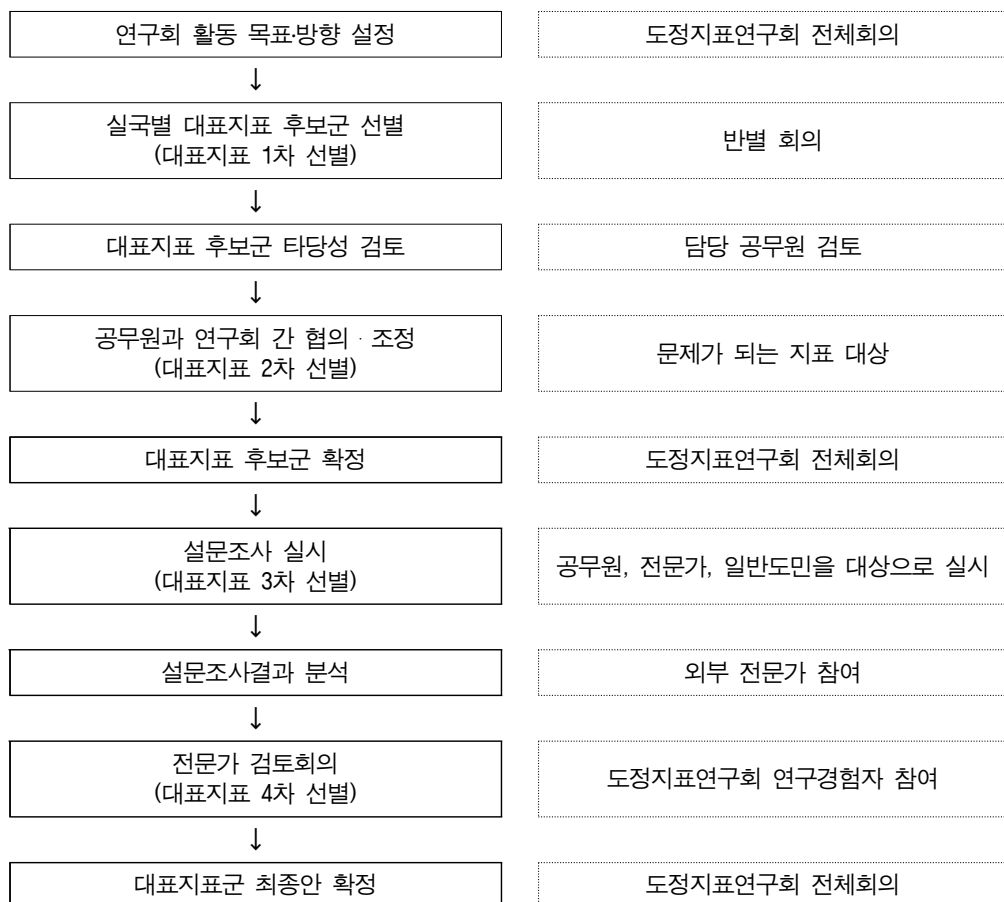 연구회 활동 목표·방향 설정
도정지표연구회 전체회의
↓
실국별 대표지표 후보군 선별
(대표지표 1차 선별)
반별 회의
↓
대표지표 후보군 타당성 검토
담당 공무원 검토
↓
공무원과 연구회 간 협의 · 조정
(대표지표 2차 선별)
문제가 되는 지표 대상
↓
대표지표 후보군 확정
도정지표연구회 전체회의
↓
설문조사 실시
(대표지표 3차 선별)
공무원, 전문가, 일반도민을 대상으로 실시
↓
설문조사결과 분석
외부 전문가 참여
↓
전문가 검토회의
(대표지표 4차 선별)
도정지표연구회 연구경험자 참여
↓
대표지표군 최종안 확정
도정지표연구회 전체회의